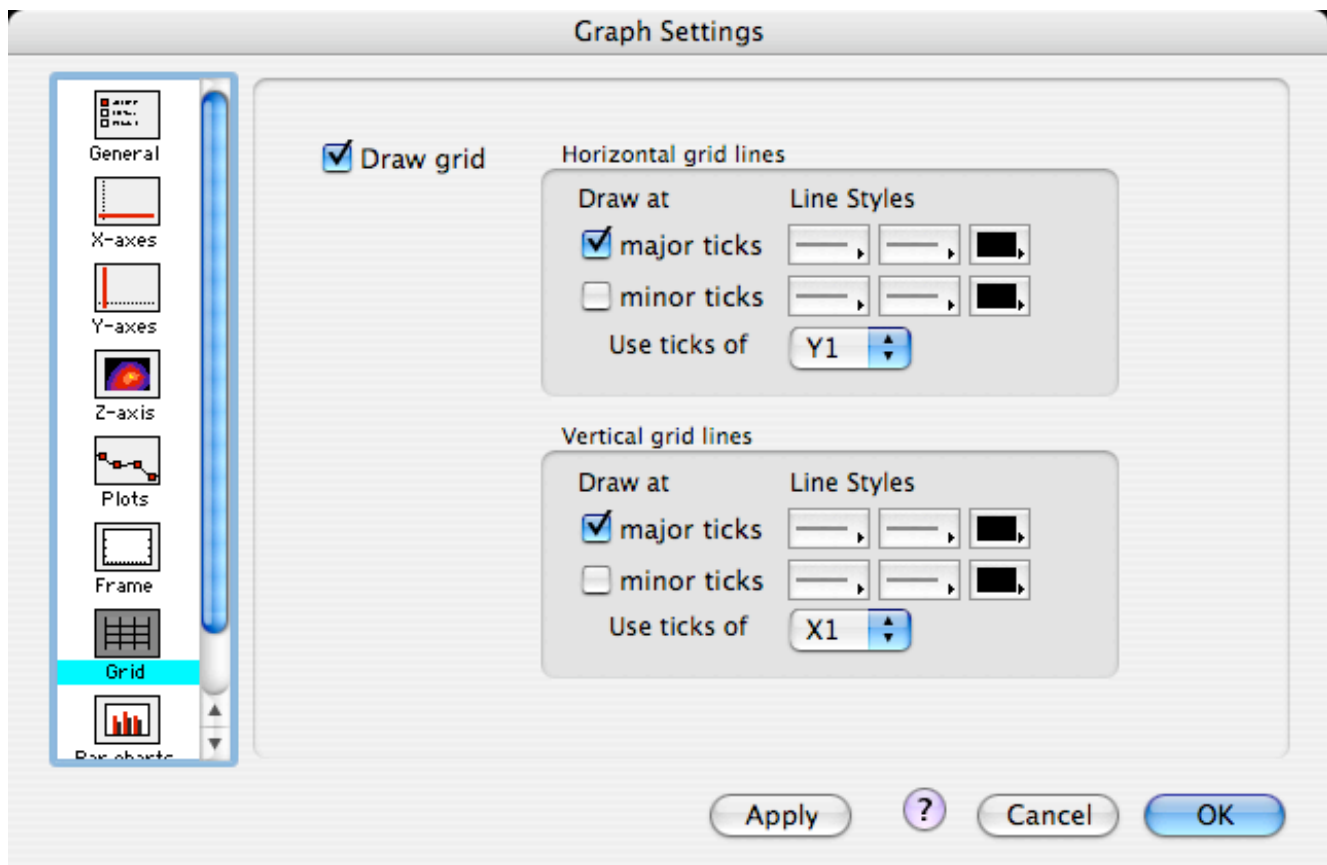 Graph Settings
General
X-axes
Y-axes
Z-axis
Plots
Frame
Grid
Bar charts
Draw grid
Horizontal grid lines
Draw at Line Styles
major ticks
minor ticks
Use ticks of Y1
Vertical grid lines
Draw at Line Styles
major ticks
minor ticks
Use ticks of X1
Apply ? Cancel OK